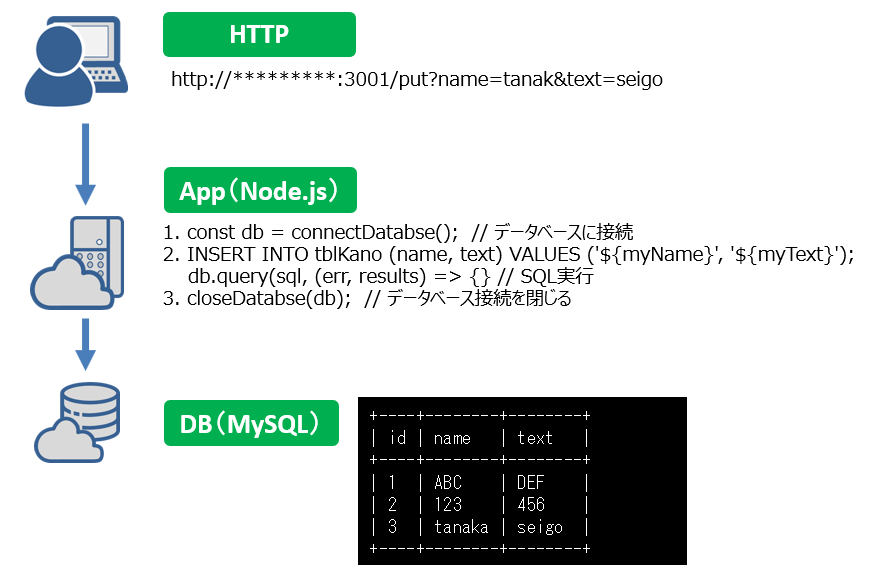 HTTP
http://*********:3001/put?name=tanak&text=seigo
App（Node.js）
1. const db = connectDatabse();  // データベースに接続
2. INSERT INTO tblKano (name, text) VALUES ('${myName}', '${myText}');
db.query(sql, (err, results) => {} // SQL実行
3. closeDatabse(db);  // データベース接続を閉じる
DB（MySQL）
+----+--------+-------+
| id | name   | text  |
+----+--------+-------+
| 1  | ABC    | DEF   |
| 2  | 123    | 456   |
| 3  | tanaka | seigo |
+----+--------+-------+